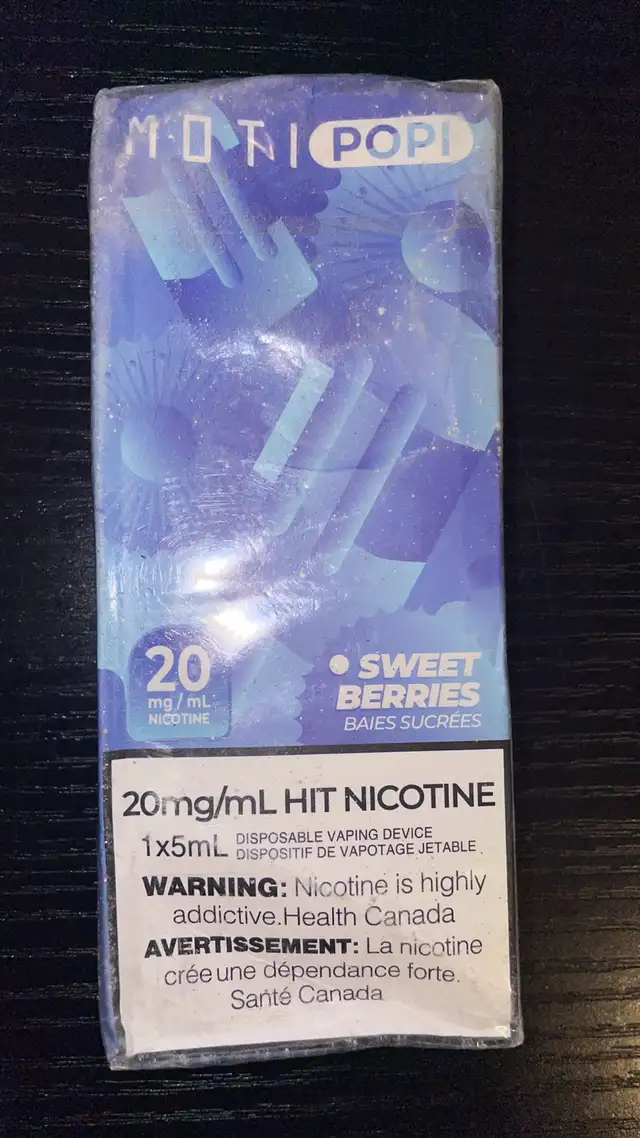 MOTI POPI
20
mg / mL
NICOTINE
SWEET
BERRIES
BAIES SUCRÉES
20mg/mL HIT NICOTINE
1x5mL DISPOSABLE VAPING DEVICE
DISPOSITIF DE VAPOTAGE JETABLE
WARNING: Nicotine is highly
addictive.Health Canada
AVERTISSEMENT: La nicotine
crée une dépendance forte.
Santé Canada